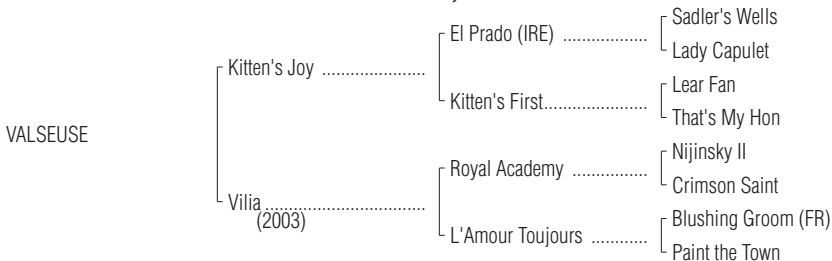 Sadler's Wells
El Prado (IRE) ..................
Lady Capulet
Kitten's Joy ......................
Lear Fan
Kitten's First......................
That's My Hon
VALSEUSE
Nijinsky II
Royal Academy ................
Crimson Saint
Vilia ..................................
(2003)
Blushing Groom (FR)
L'Amour Toujours ............
Paint the Town